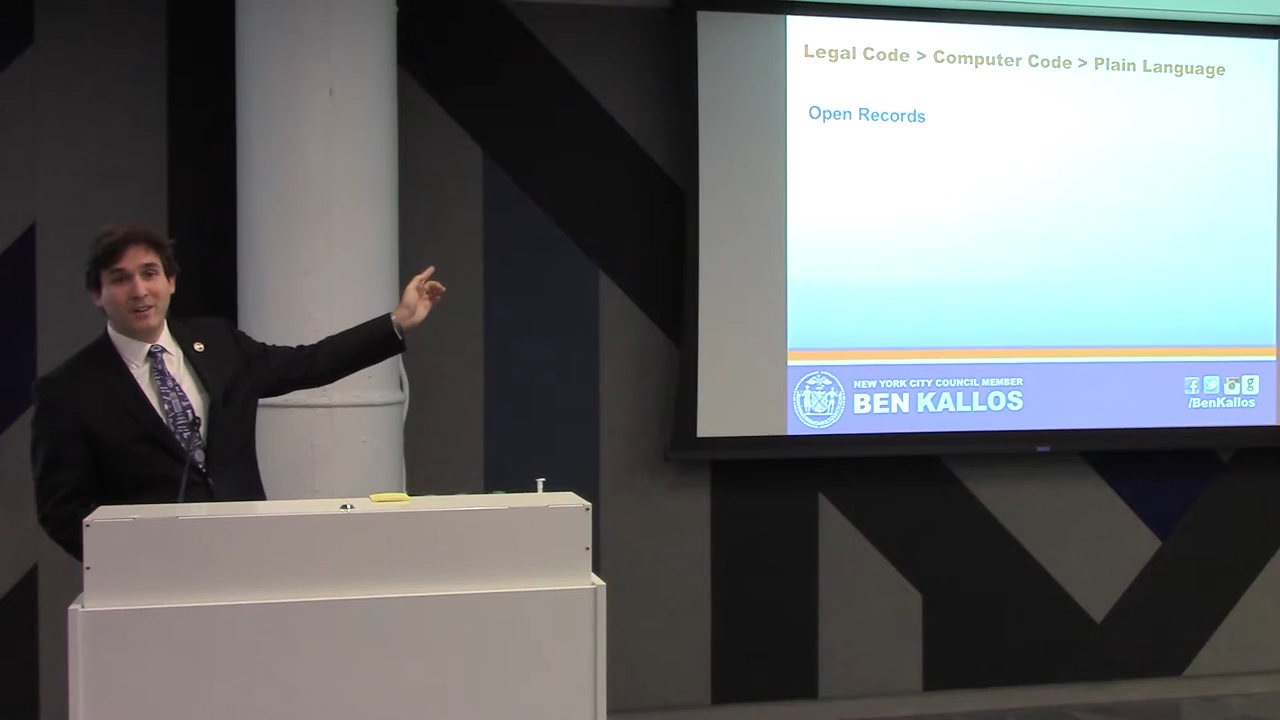 Legal Code > Computer Code > Plain Language
Open Records
NEW YORK CITY COUNCIL MEMBER
BEN KALLOS
/BenKallos